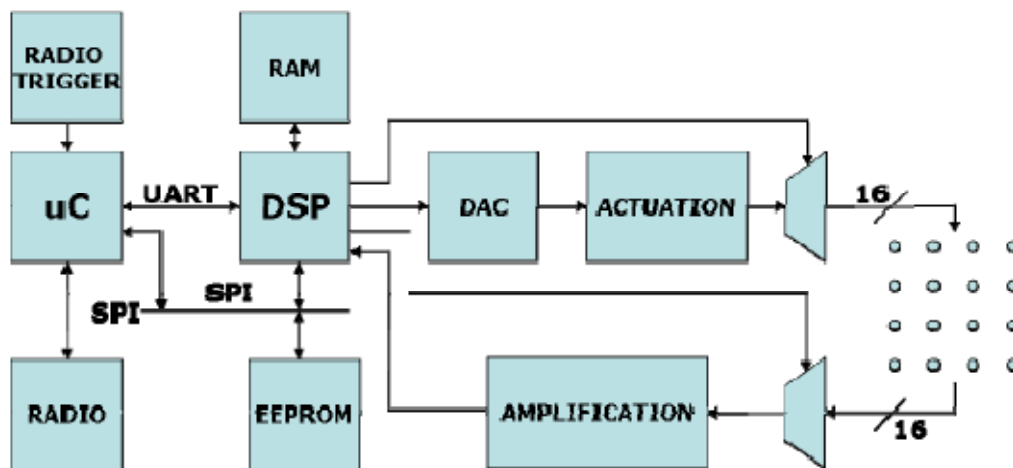 RADIO
TRIGGER
RAM
uC
UART
DSP
DAC
ACTUATION
16
SPI
SPI
RADIO
EEPROM
AMPLIFICATION
16